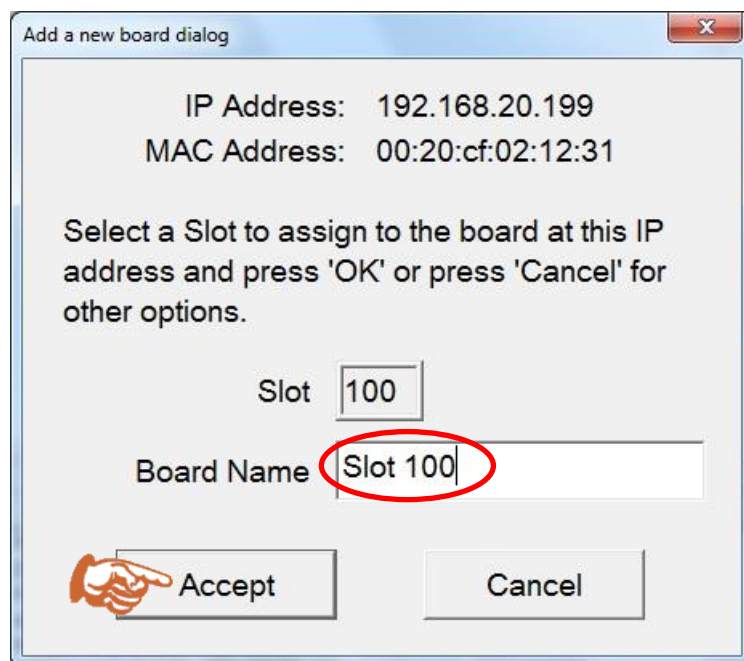 Add a new board dialog
IP Address: 192.168.20.199
MAC Address: 00:20:cf:02:12:31
Select a Slot to assign to the board at this IP
address and press 'OK' or press 'Cancel' for
other options.
Slot 100
Board Name Slot 100
Accept Cancel